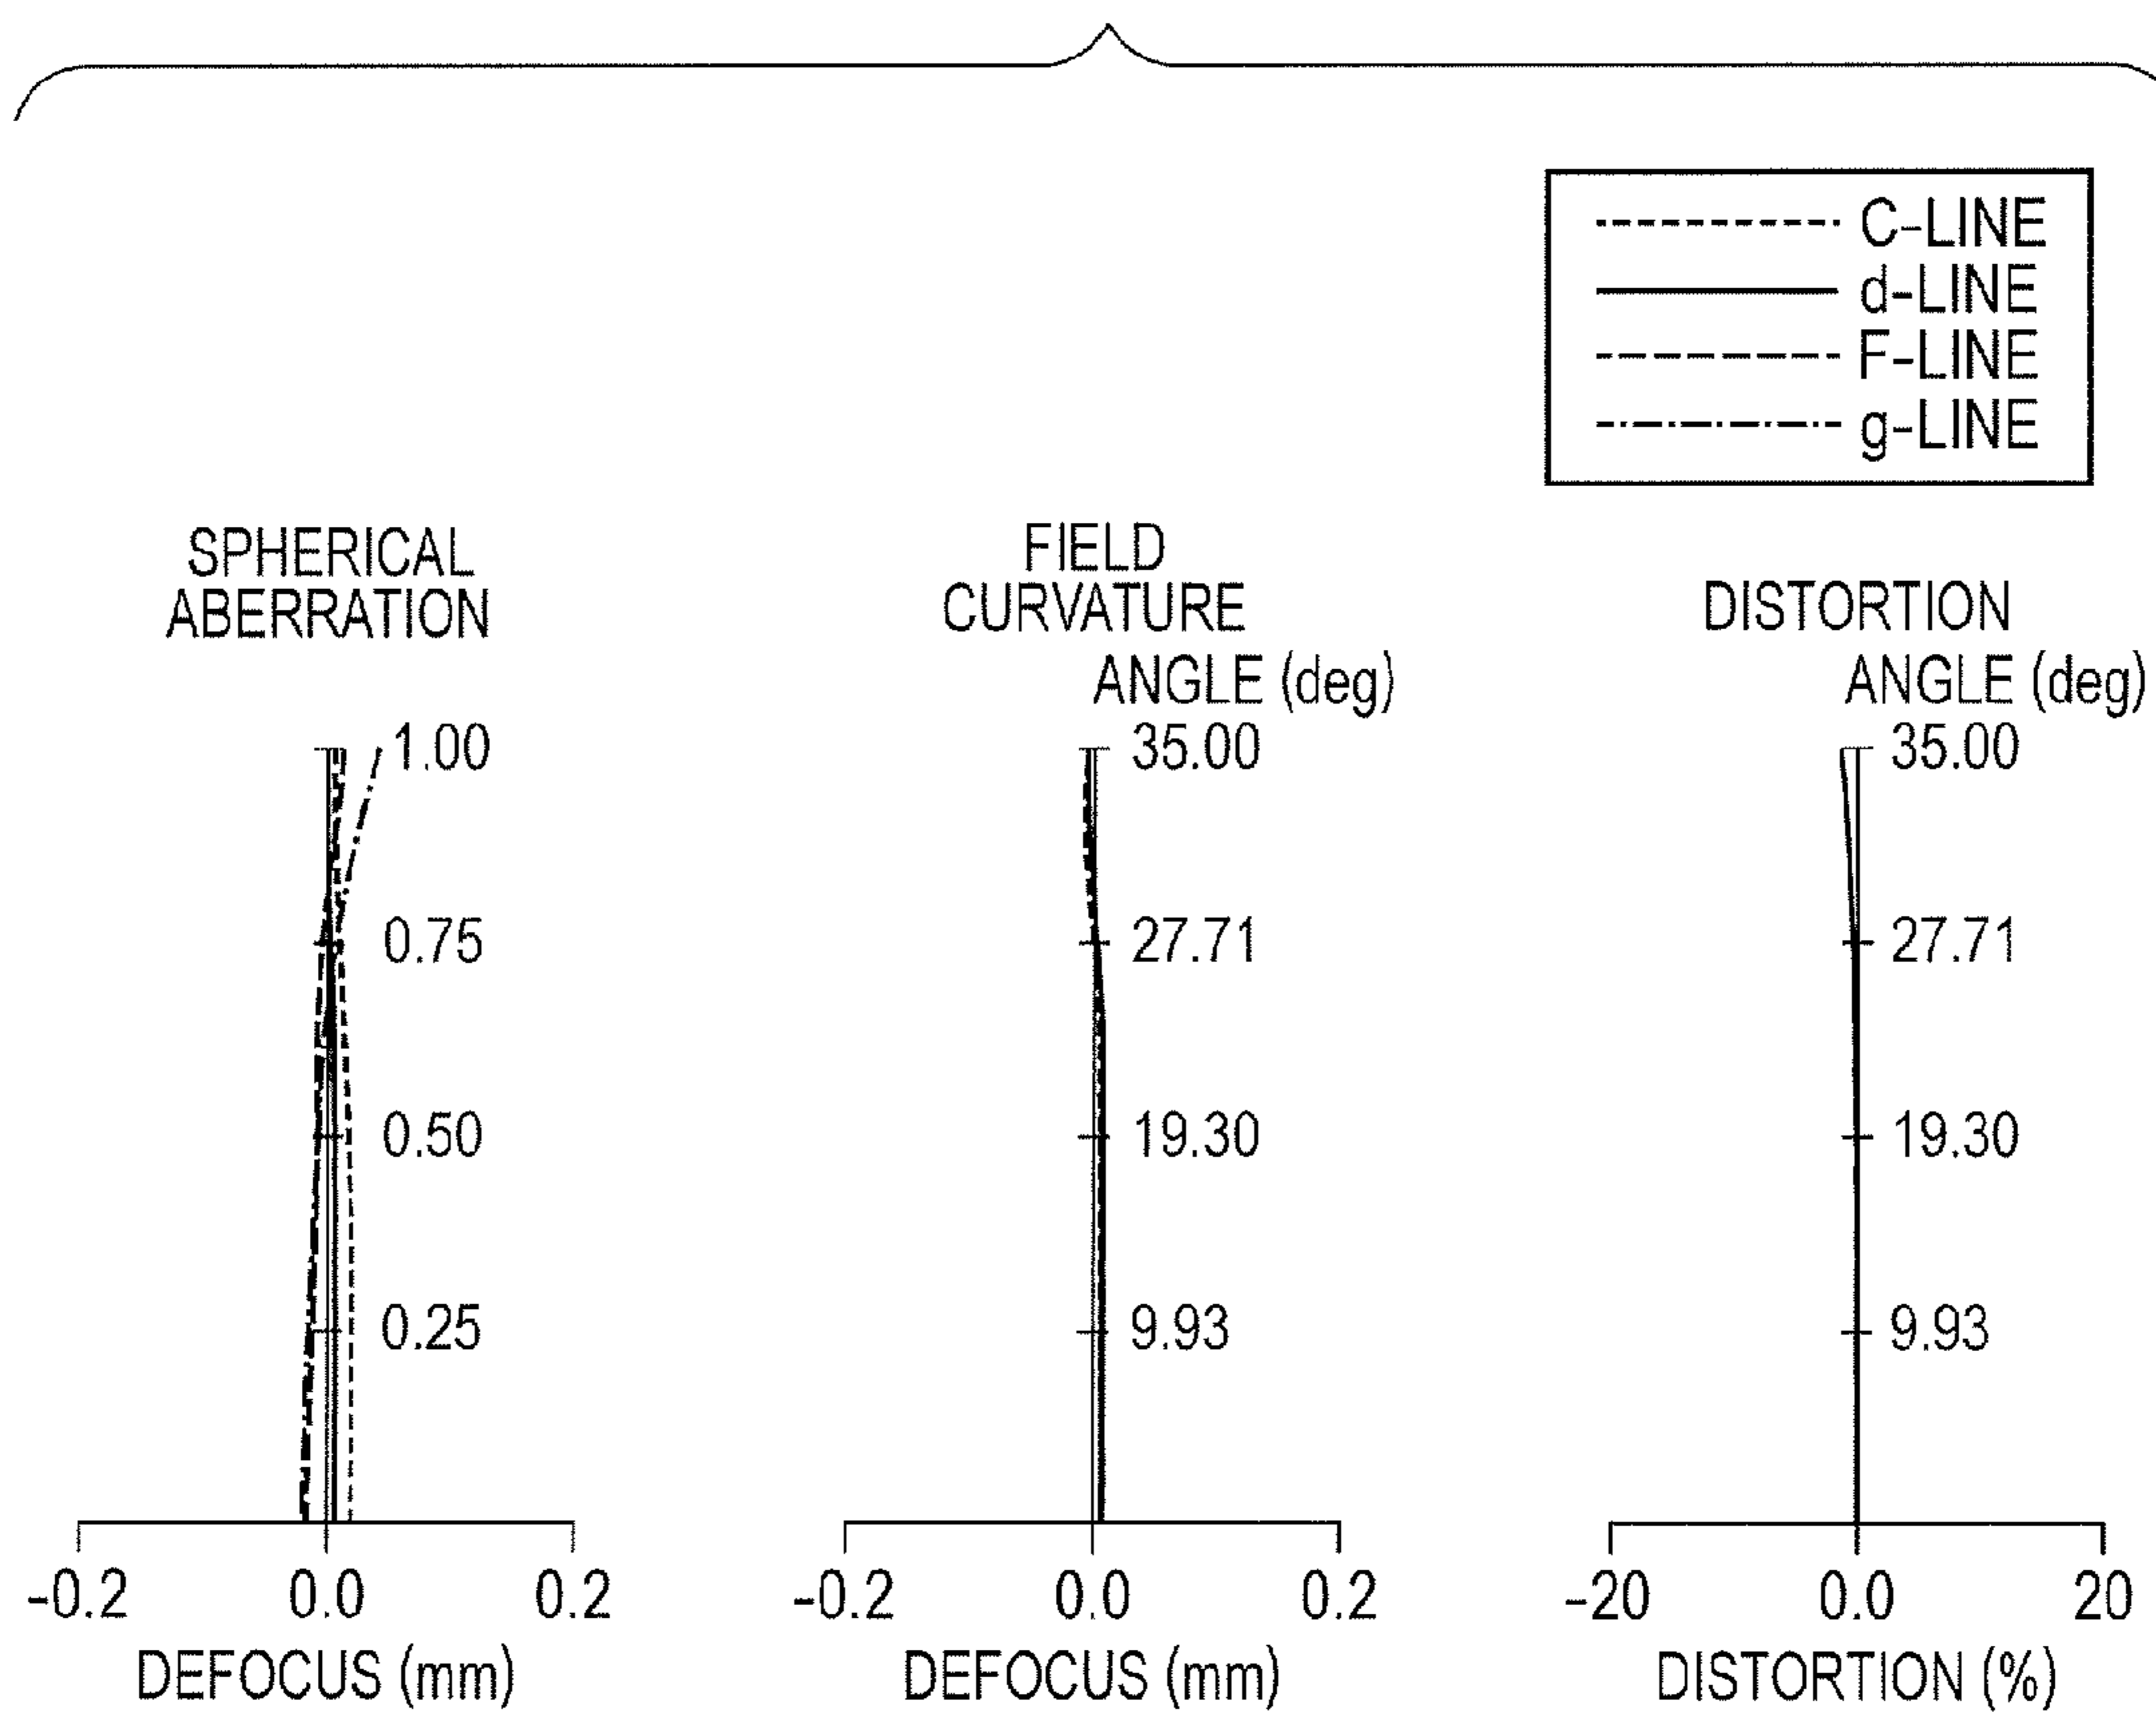 C-LINE
d-LINE
F-LINE
g-LINE
SPHERICAL
ABERRATION
1.00
0.75
0.50
0.25
-0.2 0.0 0.2
DEFOCUS (mm)
FIELD
CURVATURE
ANGLE (deg)
35.00
27.71
19.30
9.93
-0.2 0.0 0.2
DEFOCUS (mm)
DISTORTION
ANGLE (deg)
35.00
27.71
19.30
9.93
-20 0.0 20
DISTORTION (%)